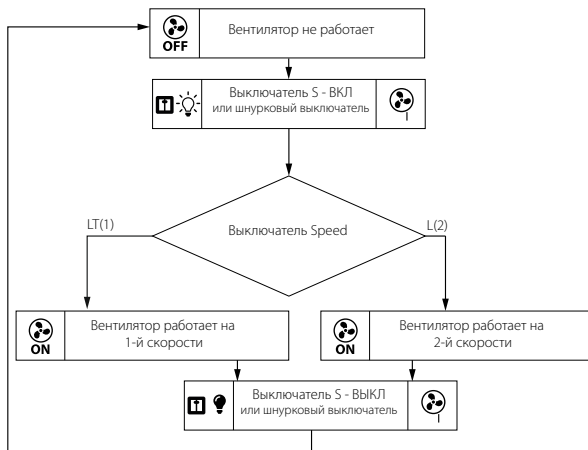 OFF
Вентилятор не работает
Выключатель S - ВКЛ
или шнурковый выключатель
Выключатель Speed
LT(1)
L(2)
ON
Вентилятор работает на
1-й скорости
ON
Вентилятор работает на
2-й скорости
Выключатель S - ВЫКЛ
или шнурковый выключатель